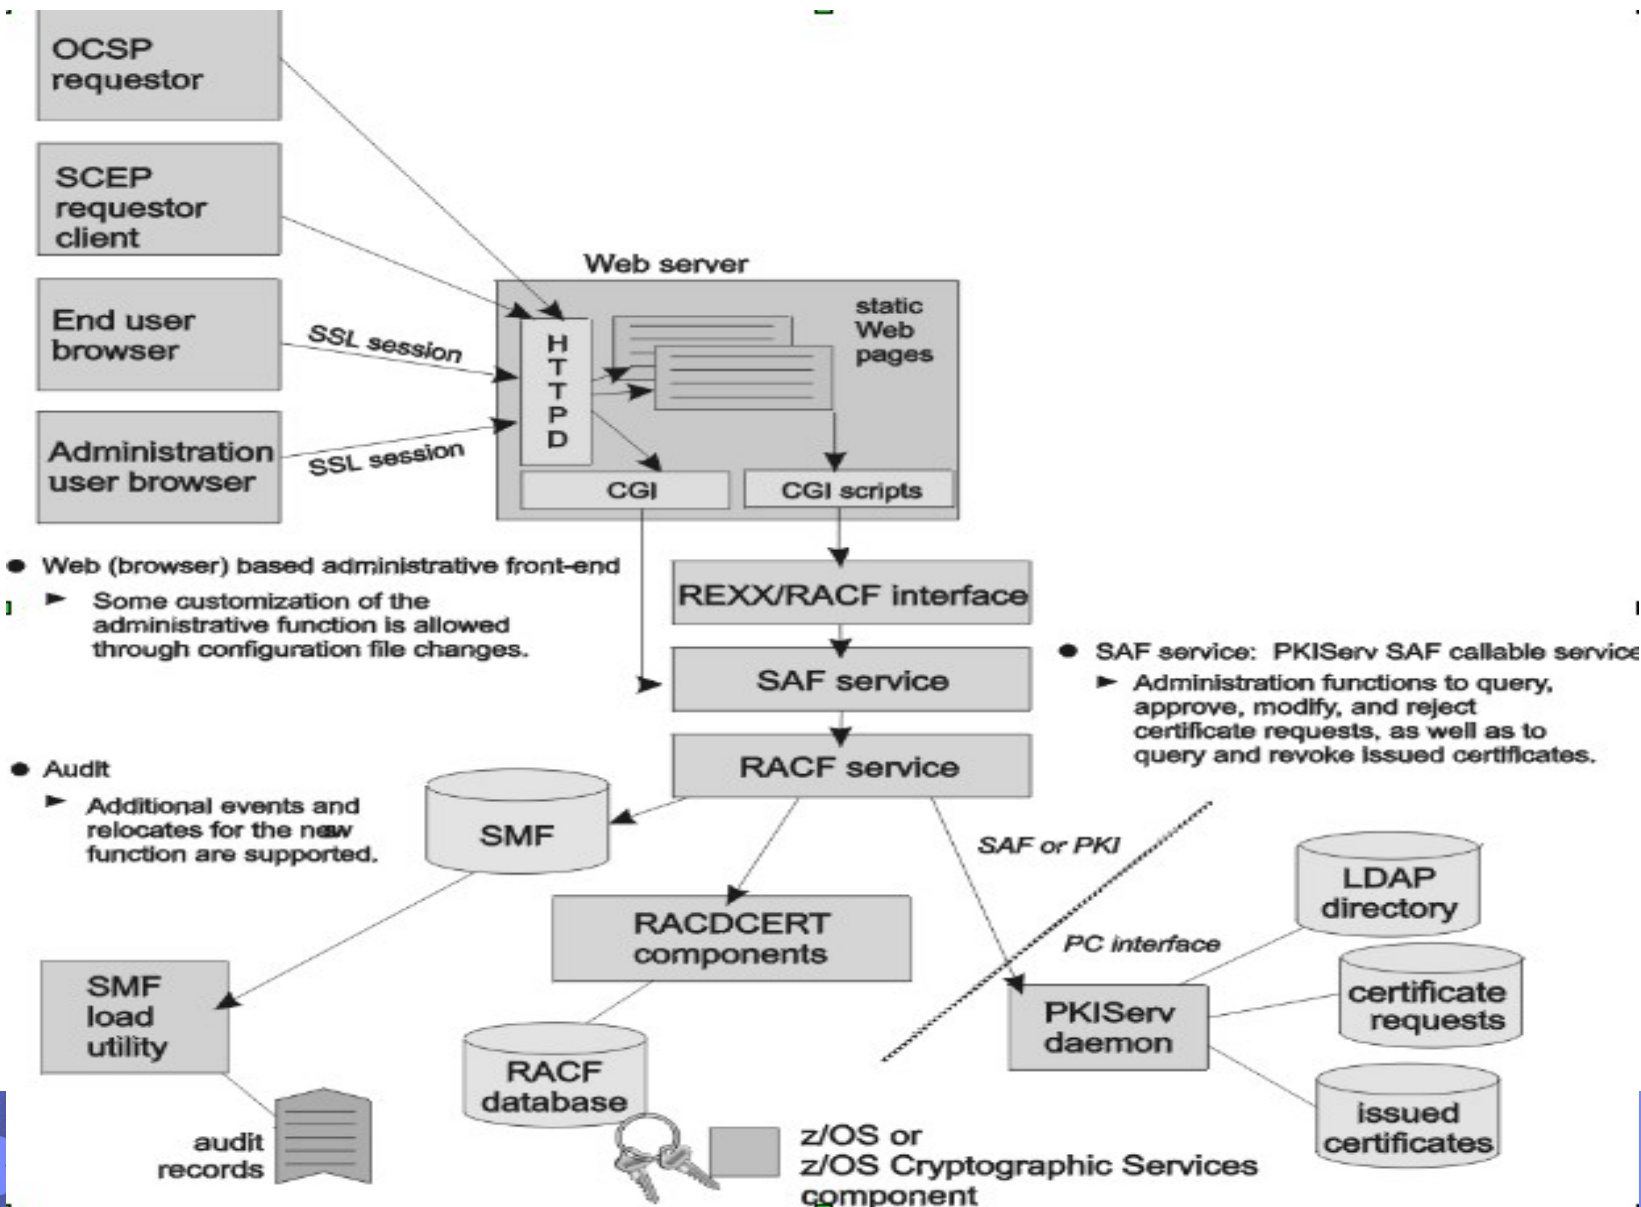 OCSP
requestor
SCEP
requestor
client
End user
browser
Administration
user browser
SSL session
SSL session
Web server
H
T
T
P
D
static
Web
pages
CGI
CGI scripts
● Web (browser) based administrative front-end
► Some customization of the
administrative function is allowed
through configuration file changes.
REXX/RACF interface
SAF service
RACF service
● SAF service: PKIServ SAF callable service
► Administration functions to query,
approve, modify, and reject
certificate requests, as well as to
query and revoke issued certificates.
● Audit
► Additional events and
relocates for the new
function are supported.
SMF
SAF or PKI
PC interface
RACDCERT
components
LDAP
directory
certificate
requests
issued
certificates
PKIServ
daemon
SMF
load
utility
audit
records
RACF
database
z/OS or
z/OS Cryptographic Services
component